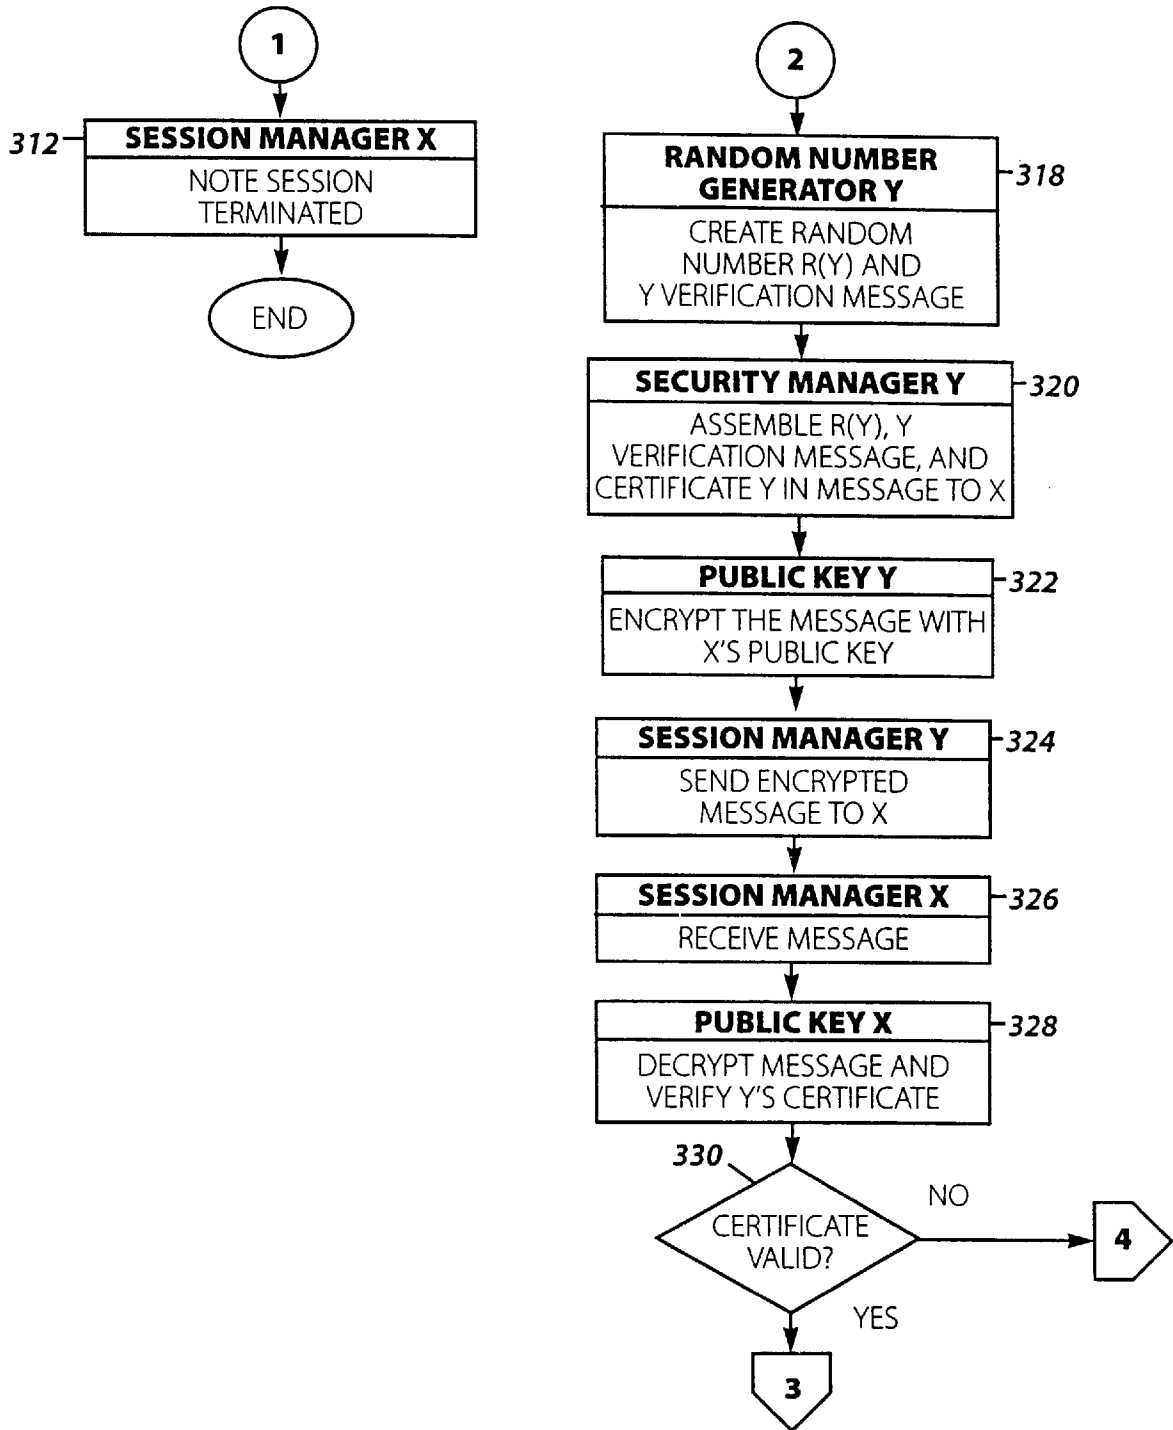 1
312
SESSION MANAGER X
NOTE SESSION
TERMINATED
END
2
RANDOM NUMBER
GENERATOR Y
318
CREATE RANDOM
NUMBER R(Y) AND
Y VERIFICATION MESSAGE
SECURITY MANAGER Y
320
ASSEMBLE R(Y), Y
VERIFICATION MESSAGE, AND
CERTIFICATE Y IN MESSAGE TO X
PUBLIC KEY Y
322
ENCRYPT THE MESSAGE WITH
X'S PUBLIC KEY
SESSION MANAGER Y
324
SEND ENCRYPTED
MESSAGE TO X
SESSION MANAGER X
326
RECEIVE MESSAGE
PUBLIC KEY X
328
DECRYPT MESSAGE AND
VERIFY Y'S CERTIFICATE
330
CERTIFICATE
VALID?
NO
4
YES
3